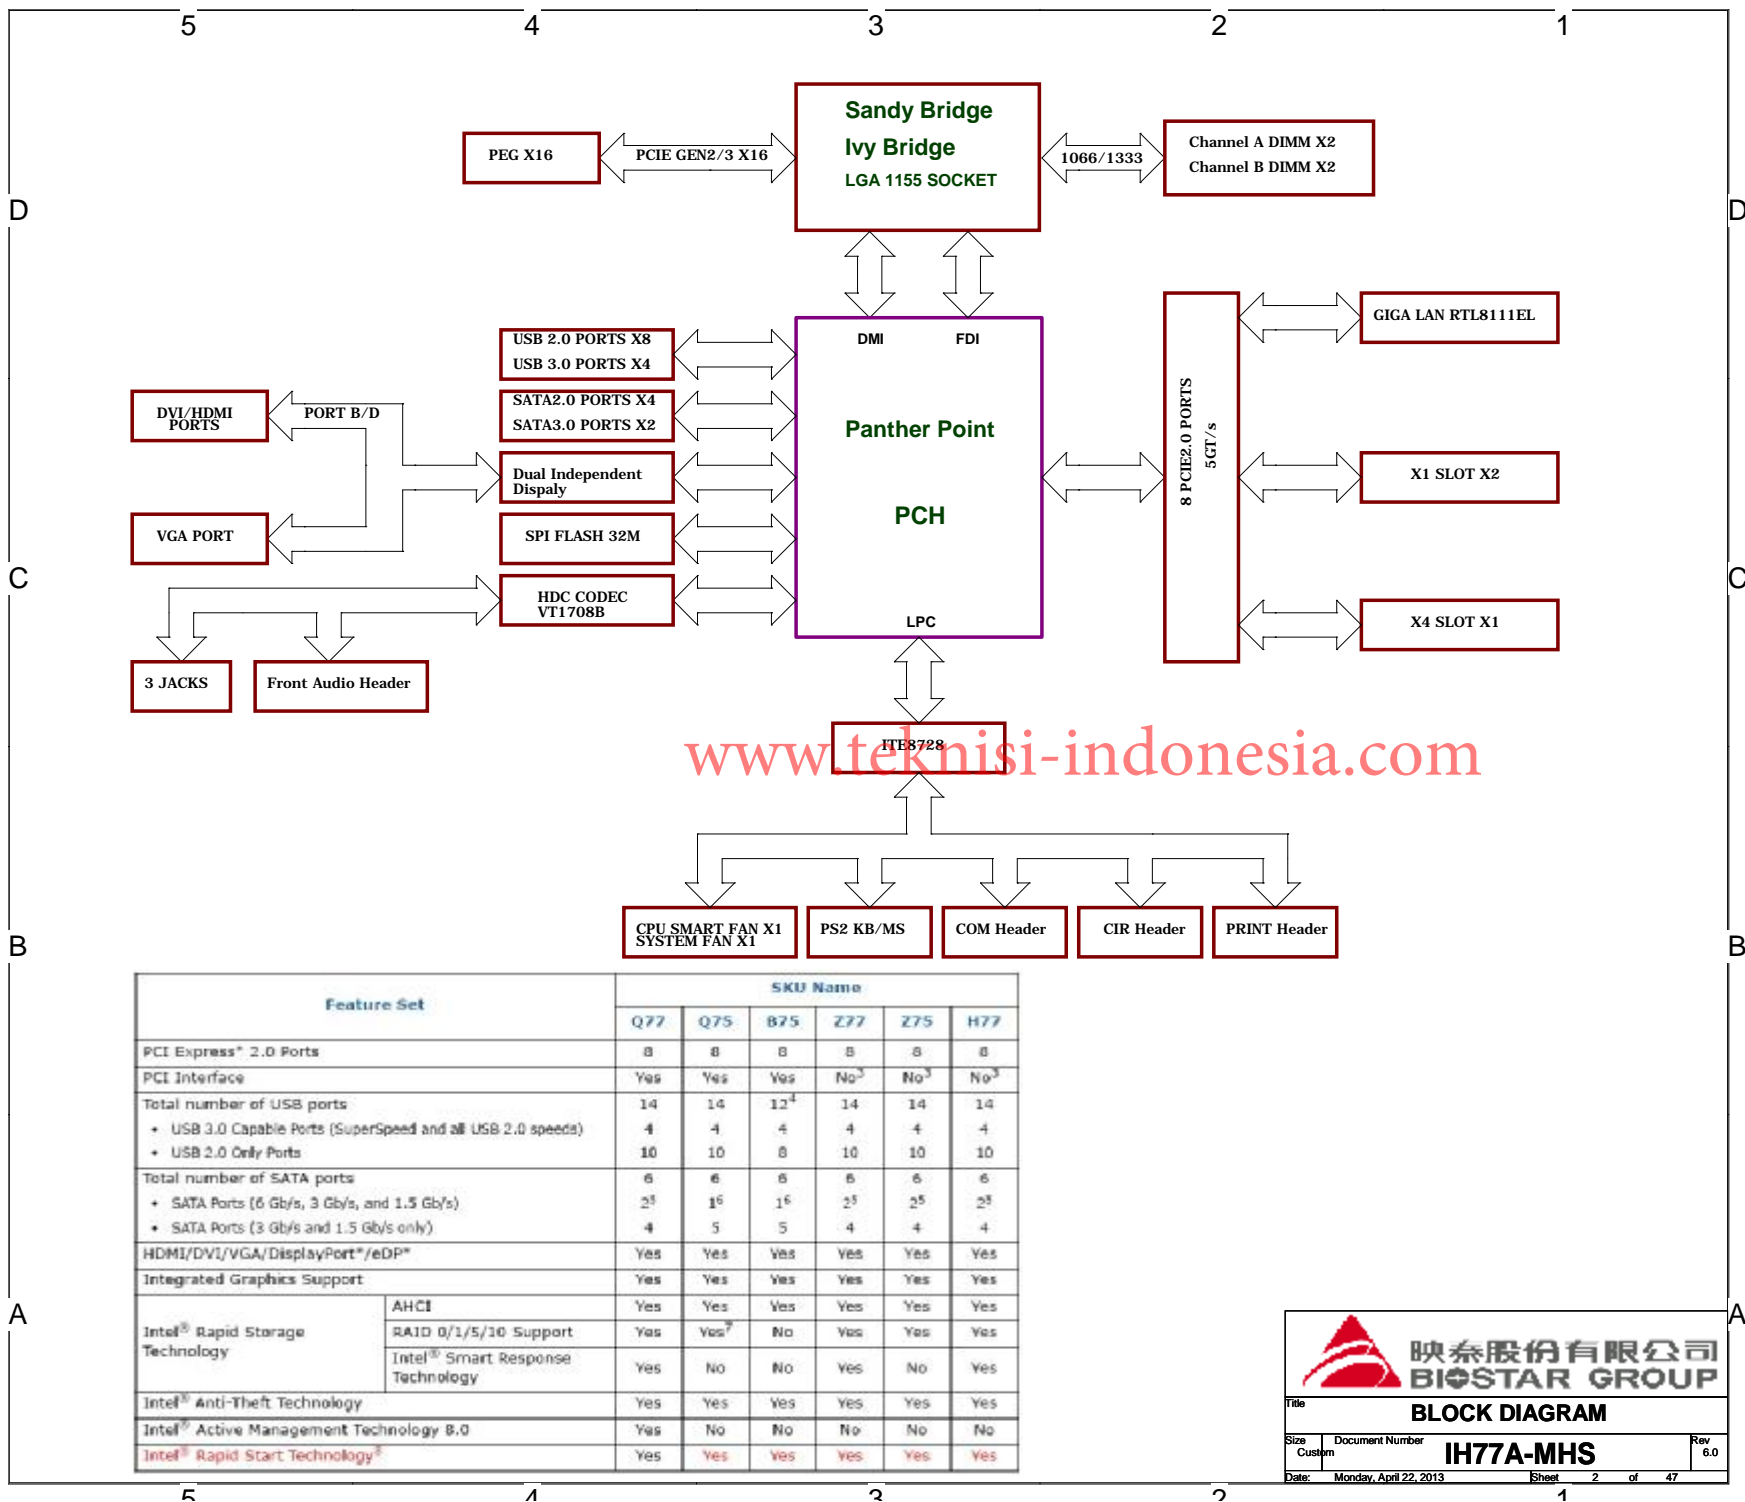 5 4 3 2 1
Sandy Bridge
Ivy Bridge
LGA 1155 SOCKET
PEG X16
PCIE GEN2/3 X16
1066/1333
Channel A DIMM X2
Channel B DIMM X2
D D
DMI FDI
USB 2.0 PORTS X8
USB 3.0 PORTS X4
GIGA LAN RTL8111EL
DVI/HDMI
PORTS
PORT B/D
SATA2.0 PORTS X4
SATA3.0 PORTS X2
Panther Point
PCH
8 PCIE2.0 PORTS
5GT/s
Dual Independent
Dispaly
X1 SLOT X2
VGA PORT
SPI FLASH 32M
C C
HDC CODEC
VT1708B
LPC
X4 SLOT X1
3 JACKS
Front Audio Header
ITE8728
www.teknisi-indonesia.com
CPU SMART FAN X1
SYSTEM FAN X1
PS2 KB/MS
COM Header
CIR Header
PRINT Header
B B
Feature Set
SKU Name
Q77 Q75 B75 Z77 Z75 H77
PCI Express* 2.0 Ports 8 8 8 8 8 8
PCI Interface Yes Yes Yes No3 No3 No3
Total number of USB ports 14 14 124 14 14 14
• USB 3.0 Capable Ports (SuperSpeed and all USB 2.0 speeds) 4 4 4 4 4 4
• USB 2.0 Only Ports 10 10 8 10 10 10
Total number of SATA ports 6 6 6 6 6 6
• SATA Ports (6 Gb/s, 3 Gb/s, and 1.5 Gb/s) 25 16 16 25 25 25
• SATA Ports (3 Gb/s and 1.5 Gb/s only) 4 5 5 4 4 4
HDMI/DVI/VGA/DisplayPort*/eDP* Yes Yes Yes Yes Yes Yes
Integrated Graphics Support Yes Yes Yes Yes Yes Yes
Intel® Rapid Storage
Technology
AHCI Yes Yes Yes Yes Yes Yes
RAID 0/1/5/10 Support Yes Yes7 No Yes Yes Yes
Intel® Smart Response
Technology Yes No No Yes No Yes
Intel® Anti-Theft Technology Yes Yes Yes Yes Yes Yes
Intel® Active Management Technology 8.0 Yes No No No No No
Intel® Rapid Start Technology8 Yes Yes Yes Yes Yes Yes
A A
映泰股份有限公司
BIOSTAR GROUP
Title
BLOCK DIAGRAM
Size Document Number Rev
Custom IH77A-MHS 6.0
Date: Monday, April 22, 2013 Sheet 2 of 47
5 4 3 2 1